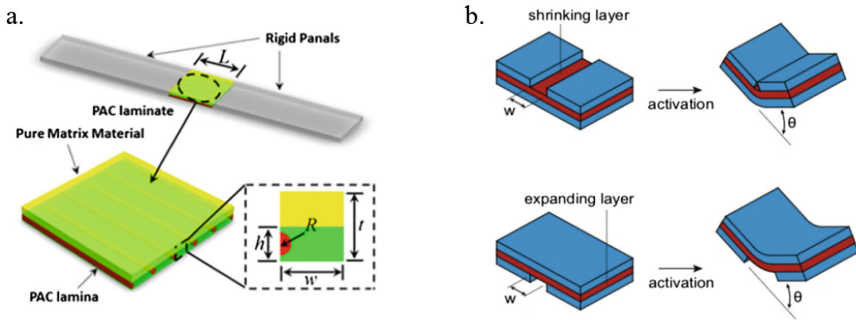 a.
Rigid Panals
L
PAC laminate
Pure Matrix Material
R
h
t
w
PAC lamina
b.
shrinking layer
w
activation
θ
expanding layer
w
activation
θ